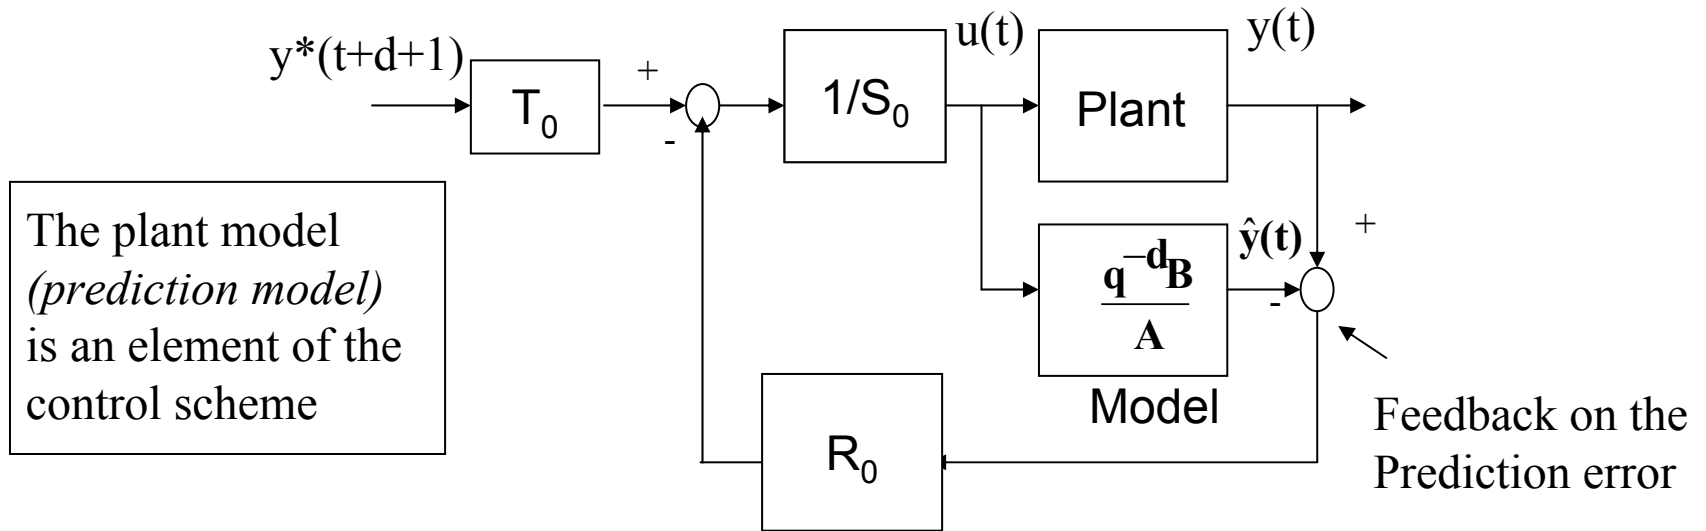 y*(t+d+1)
+
-
T₀
1/S₀
u(t)
Plant
y(t)
The plant model
(prediction model)
is an element of the
control scheme
q⁻ᵈB
A
Model
ŷ(t)
+
-
R₀
Feedback on the
Prediction error